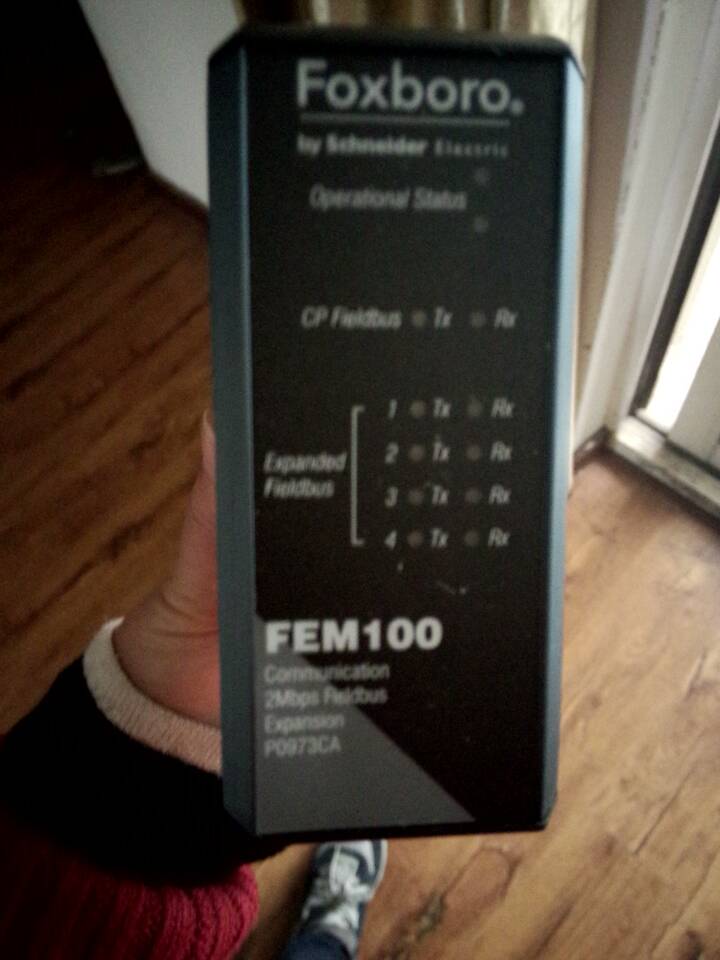 Foxboro.
by Schneider Electric
Operational Status
CP Fieldbus Tx Rx
1 Tx Rx
2 Tx Rx
Expanded
Fieldbus
3 Tx Rx
4 Tx Rx
FEM100
Communication
2Mbps Fieldbus
Expansion
P0973CA